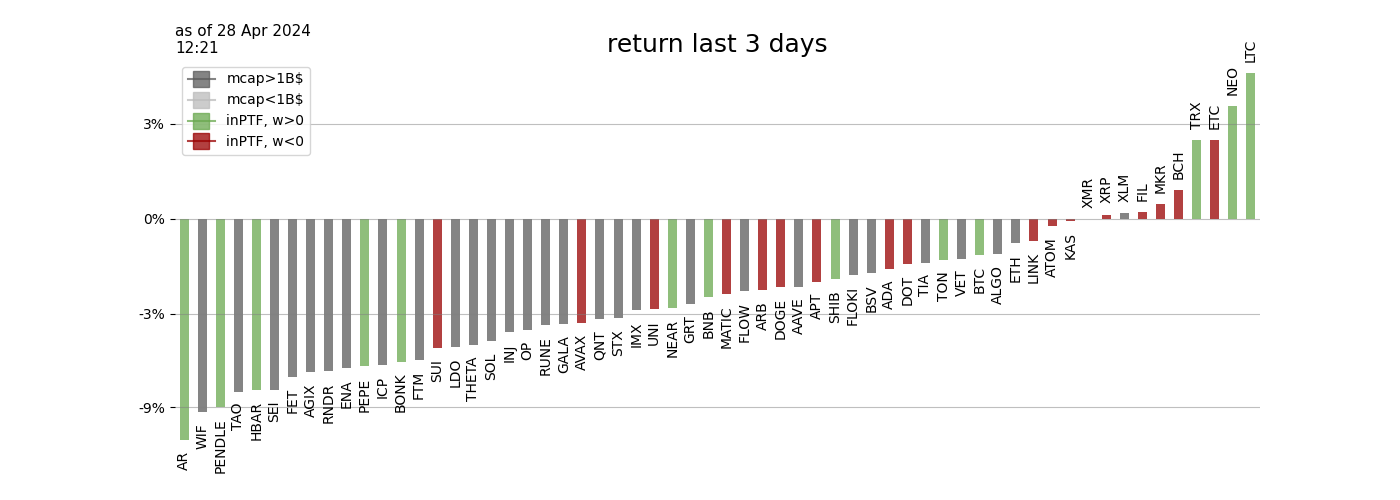 as of 28 Apr 2024
12:21
return last 3 days
mcap>1B$
mcap<1B$
inPTF, w>0
inPTF, w<0
3%
0%
-3%
-9%
AR
WIF
PENDLE
TAO
HBAR
SEI
FET
AGIX
RNDR
ENA
PEPE
ICP
BONK
FTM
SUI
LDO
THETA
SOL
INJ
OP
RUNE
GALA
AVAX
QNT
STX
IMX
UNI
NEAR
GRT
BNB
MATIC
FLOW
ARB
DOGE
AAVE
APT
SHIB
FLOKI
BSV
ADA
DOT
TIA
TON
VET
BTC
ALGO
ETH
LINK
ATOM
KAS
XMR
XRP
XLM
FIL
MKR
BCH
TRX
ETC
NEO
LTC